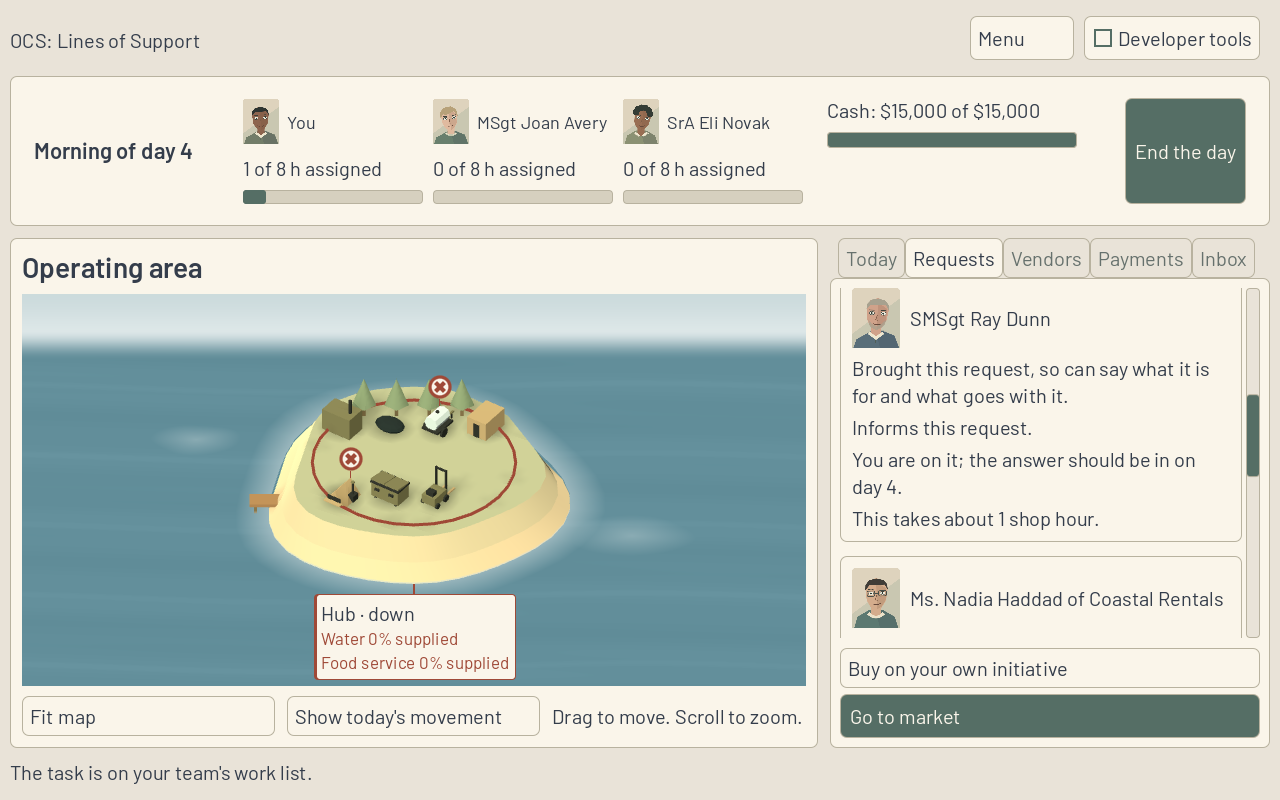 OCS: Lines of Support
Menu
Developer tools
Morning of day 4
You
1 of 8 h assigned
MSgt Joan Avery
0 of 8 h assigned
SrA Eli Novak
0 of 8 h assigned
Cash: $15,000 of $15,000
End the day
Operating area
Hub · down
Water 0% supplied
Food service 0% supplied
Fit map
Show today's movement
Drag to move. Scroll to zoom.
Today
Requests
Vendors
Payments
Inbox
SMSgt Ray Dunn
Brought this request, so can say what it is
for and what goes with it.
Informs this request.
You are on it; the answer should be in on
day 4.
This takes about 1 shop hour.
Ms. Nadia Haddad of Coastal Rentals
Buy on your own initiative
Go to market
The task is on your team's work list.